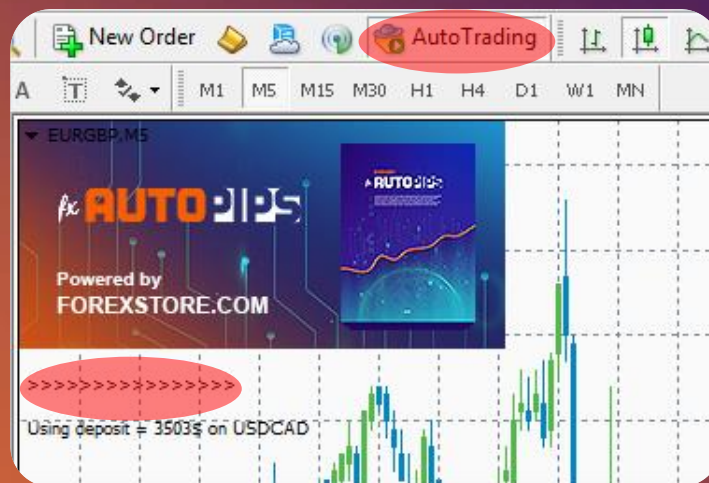 New Order AutoTrading
A T M1 M5 M15 M30 H1 H4 D1 W1 MN
EURGBP,M5
fx AUTOPIPS
fx AUTOPIPS
Powered by
FOREXSTORE.COM
>>>>>>>>>>>>>>>>
Using deposit = 3503$ on USDCAD